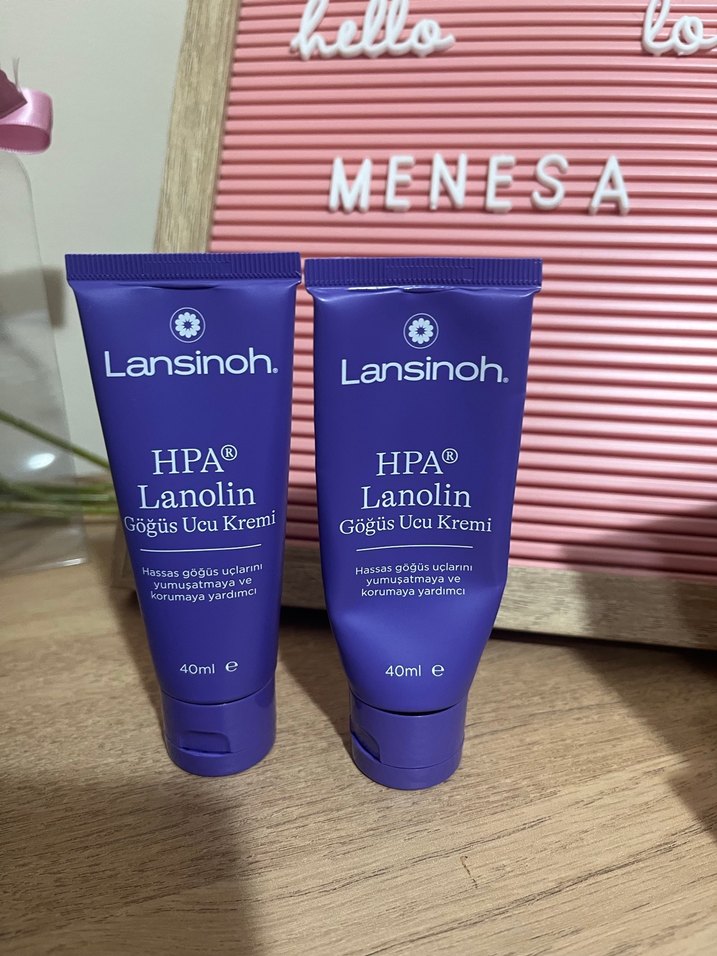 hello
MENESA
Lansinoh®
HPA®
Lanolin
Göğüs Ucu Kremi
Hassas göğüs uçlarını
yumuşatmaya ve
korumaya yardımcı
40ml ℮
Lansinoh®
HPA®
Lanolin
Göğüs Ucu Kremi
Hassas göğüs uçlarını
yumuşatmaya ve
korumaya yardımcı
40ml ℮